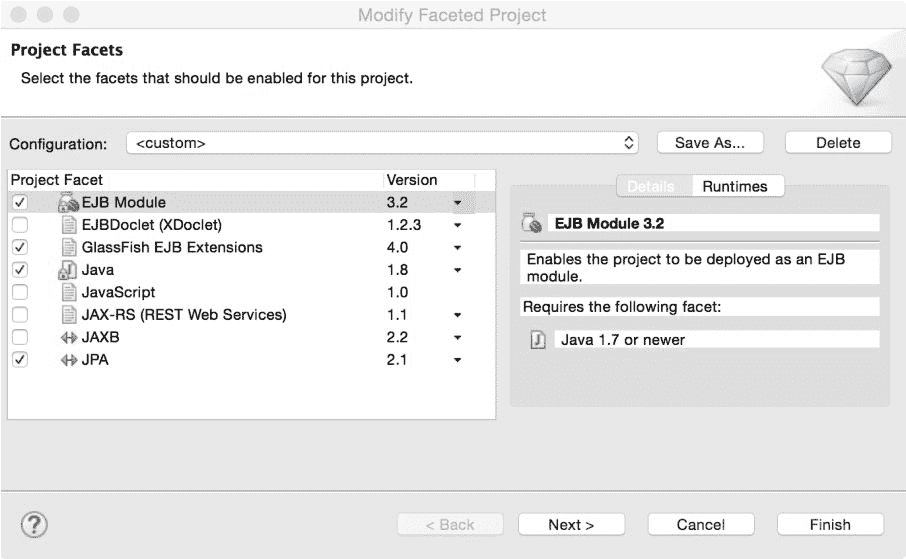 Modify Faceted Project
Project Facets
Select the facets that should be enabled for this project.
Configuration: <custom> Save As... Delete
Project Facet Version
EJB Module 3.2
EJBDoclet (XDoclet) 1.2.3
GlassFish EJB Extensions 4.0
Java 1.8
JavaScript 1.0
JAX-RS (REST Web Services) 1.1
JAXB 2.2
JPA 2.1
Details Runtimes
EJB Module 3.2
Enables the project to be deployed as an EJB
module.
Requires the following facet:
Java 1.7 or newer
? < Back Next > Cancel Finish